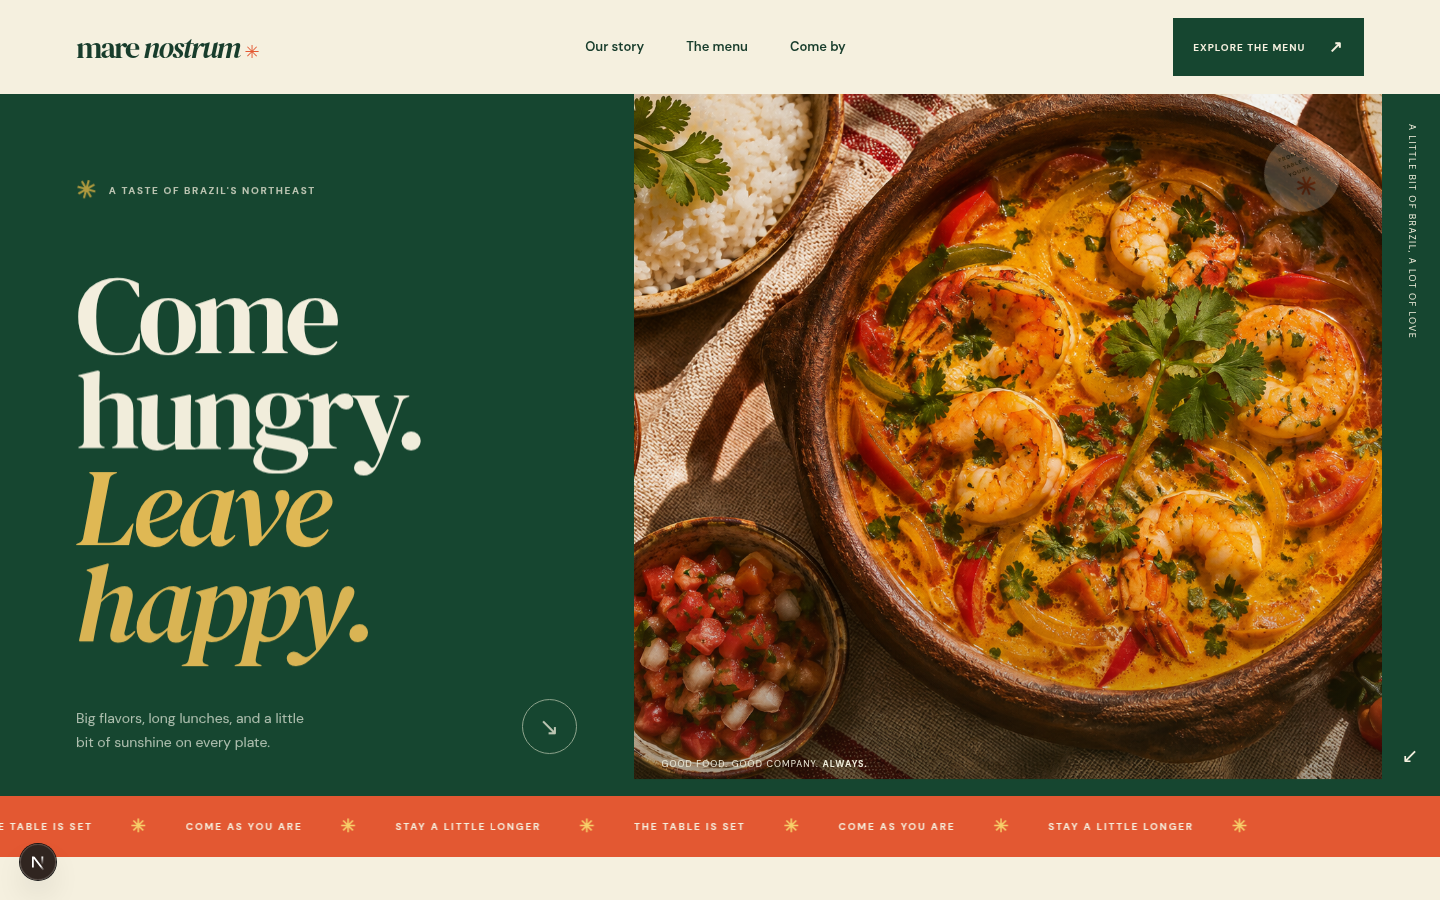 mare nostrum
Our story
The menu
Come by
EXPLORE THE MENU
A TASTE OF BRAZIL'S NORTHEAST
Come
hungry.
Leave
happy.
Big flavors, long lunches, and a little
bit of sunshine on every plate.
A LITTLE BIT OF BRAZIL, A LOT OF LOVE
GOOD FOOD. GOOD COMPANY. ALWAYS.
E TABLE IS SET
COME AS YOU ARE
STAY A LITTLE LONGER
THE TABLE IS SET
COME AS YOU ARE
STAY A LITTLE LONGER
N